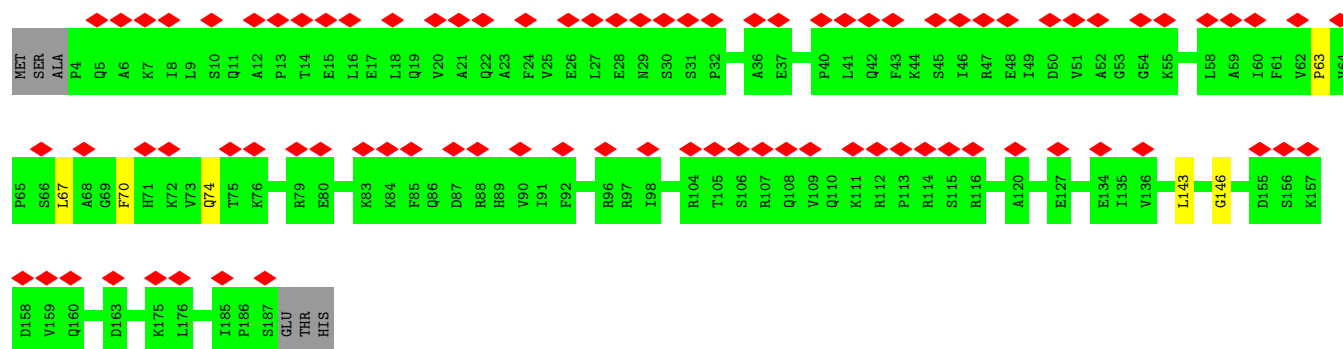 MET SER ALA P4 Q5 A6 K7 I8 L9 S10 Q11 A12 P13 T14 E15 L16 E17 L18 Q19 V20 A21 Q22 A23 F24 V25 E26 L27 E28 N29 S30 S31 P32 A36 E37 P40 L41 Q42 F43 K44 S45 I46 R47 E48 I49 D50 V51 A52 G53 G54 K55 L58 A59 I60 F61 V62 P63 V64
P65 S66 L67 A68 G69 F70 H71 K72 V73 Q74 T75 K76 R79 E80 K83 K84 F85 Q86 D87 R88 H89 V90 I91 F92 R96 R97 I98 R104 T105 S106 R107 Q108 V109 Q110 K111 R112 P113 R114 S115 R116 A120 E127 E134 I135 V136 L143 G146 D155 S156 K157
D158 V159 Q160 D163 K175 L176 I185 P186 S187 GLU THR HIS